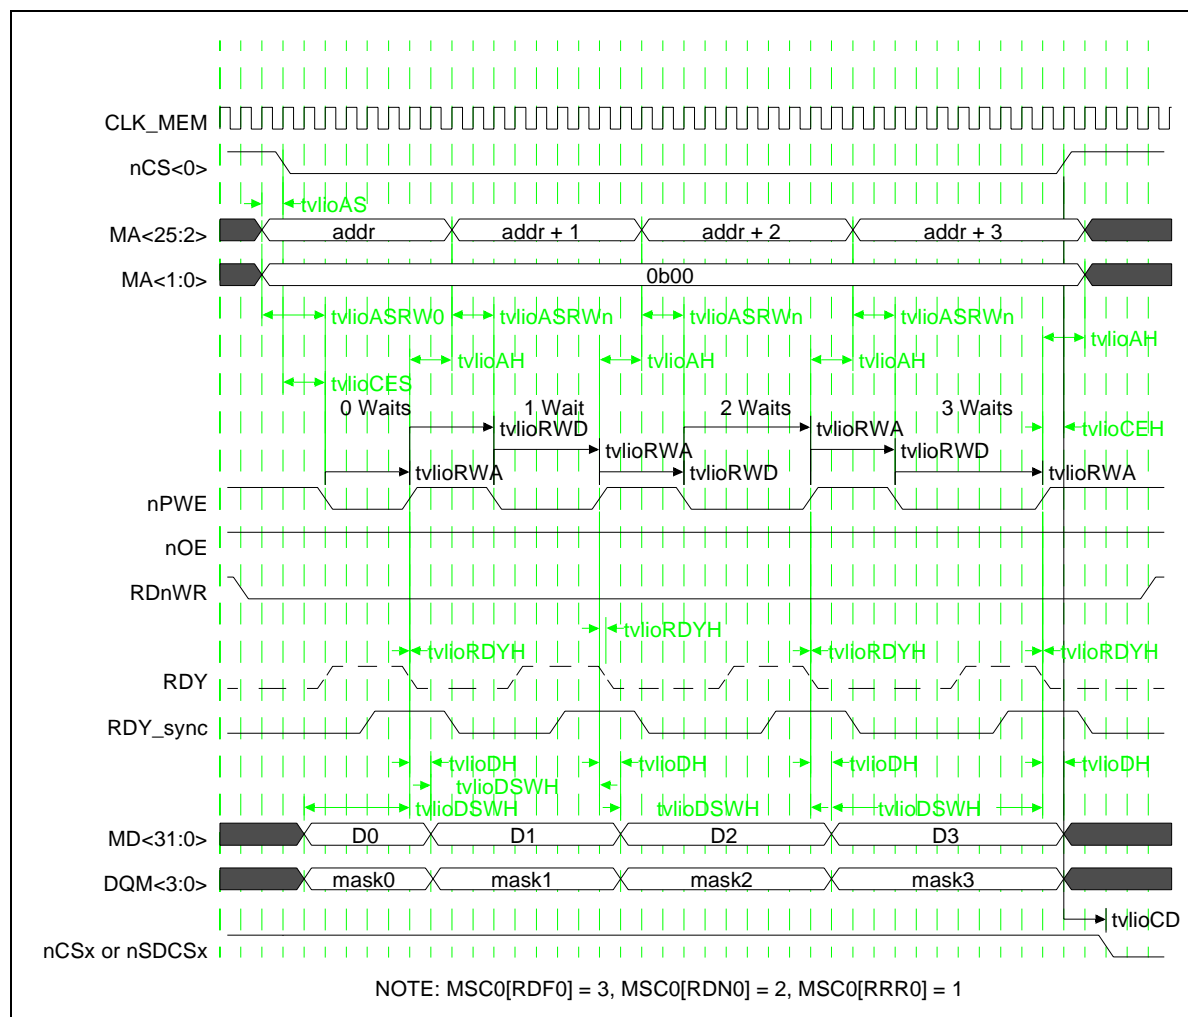 CLK_MEM
nCS<0>
tvlioAS
MA<25:2> addr addr + 1 addr + 2 addr + 3
MA<1:0> 0b00
tvlioASRW0 tvlioASRWn tvlioASRWn tvlioASRWn
tvlioAH
tvlioAH tvlioAH tvlioAH
tvlioCES
0 Waits 1 Wait 2 Waits 3 Waits
tvlioRWD tvlioRWA tvlioCEH
tvlioRWA tvlioRWD
tvlioRWA tvlioRWD tvlioRWA
nPWE
nOE
RDnWR
tvlioRDYH
tvlioRDYH tvlioRDYH tvlioRDYH
RDY
RDY_sync
tvlioDH tvlioDH tvlioDH tvlioDH
tvlioDSWH
tvlioDSWH tvlioDSWH tvlioDSWH
MD<31:0> D0 D1 D2 D3
DQM<3:0> mask0 mask1 mask2 mask3
tvlioCD
nCSx or nSDCSx
NOTE: MSC0[RDF0] = 3, MSC0[RDN0] = 2, MSC0[RRR0] = 1